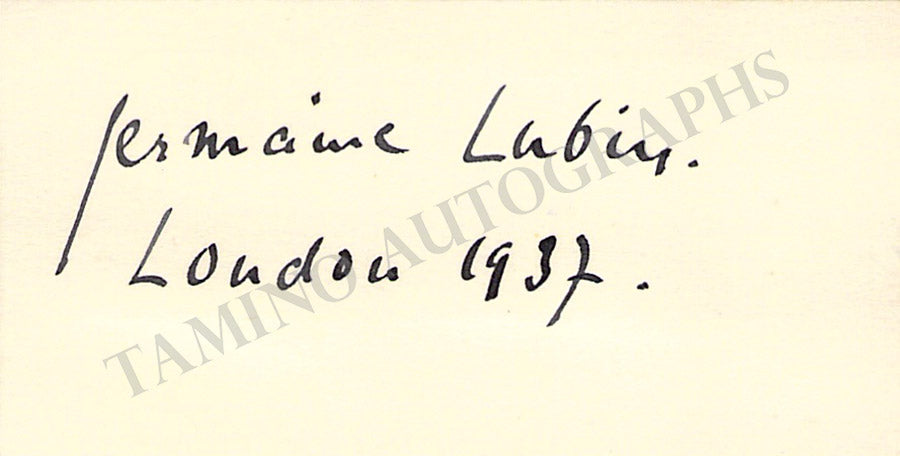 Germaine Lubin.
London 1937.
TAMINO AUTOGRAPHS